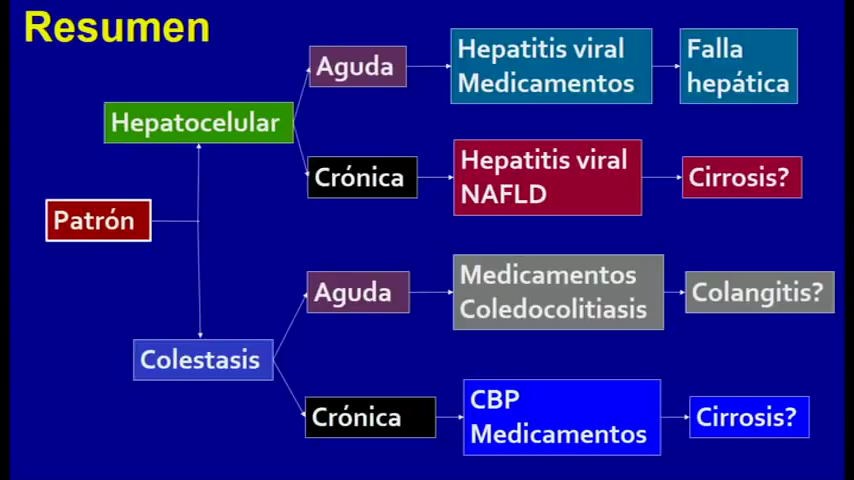 Resumen
Aguda
Hepatitis viral
Medicamentos
Falla
hepática
Hepatocelular
Crónica
Hepatitis viral
NAFLD
Cirrosis?
Patrón
Aguda
Medicamentos
Coledocolitiasis
Colangitis?
Colestasis
Crónica
CBP
Medicamentos
Cirrosis?